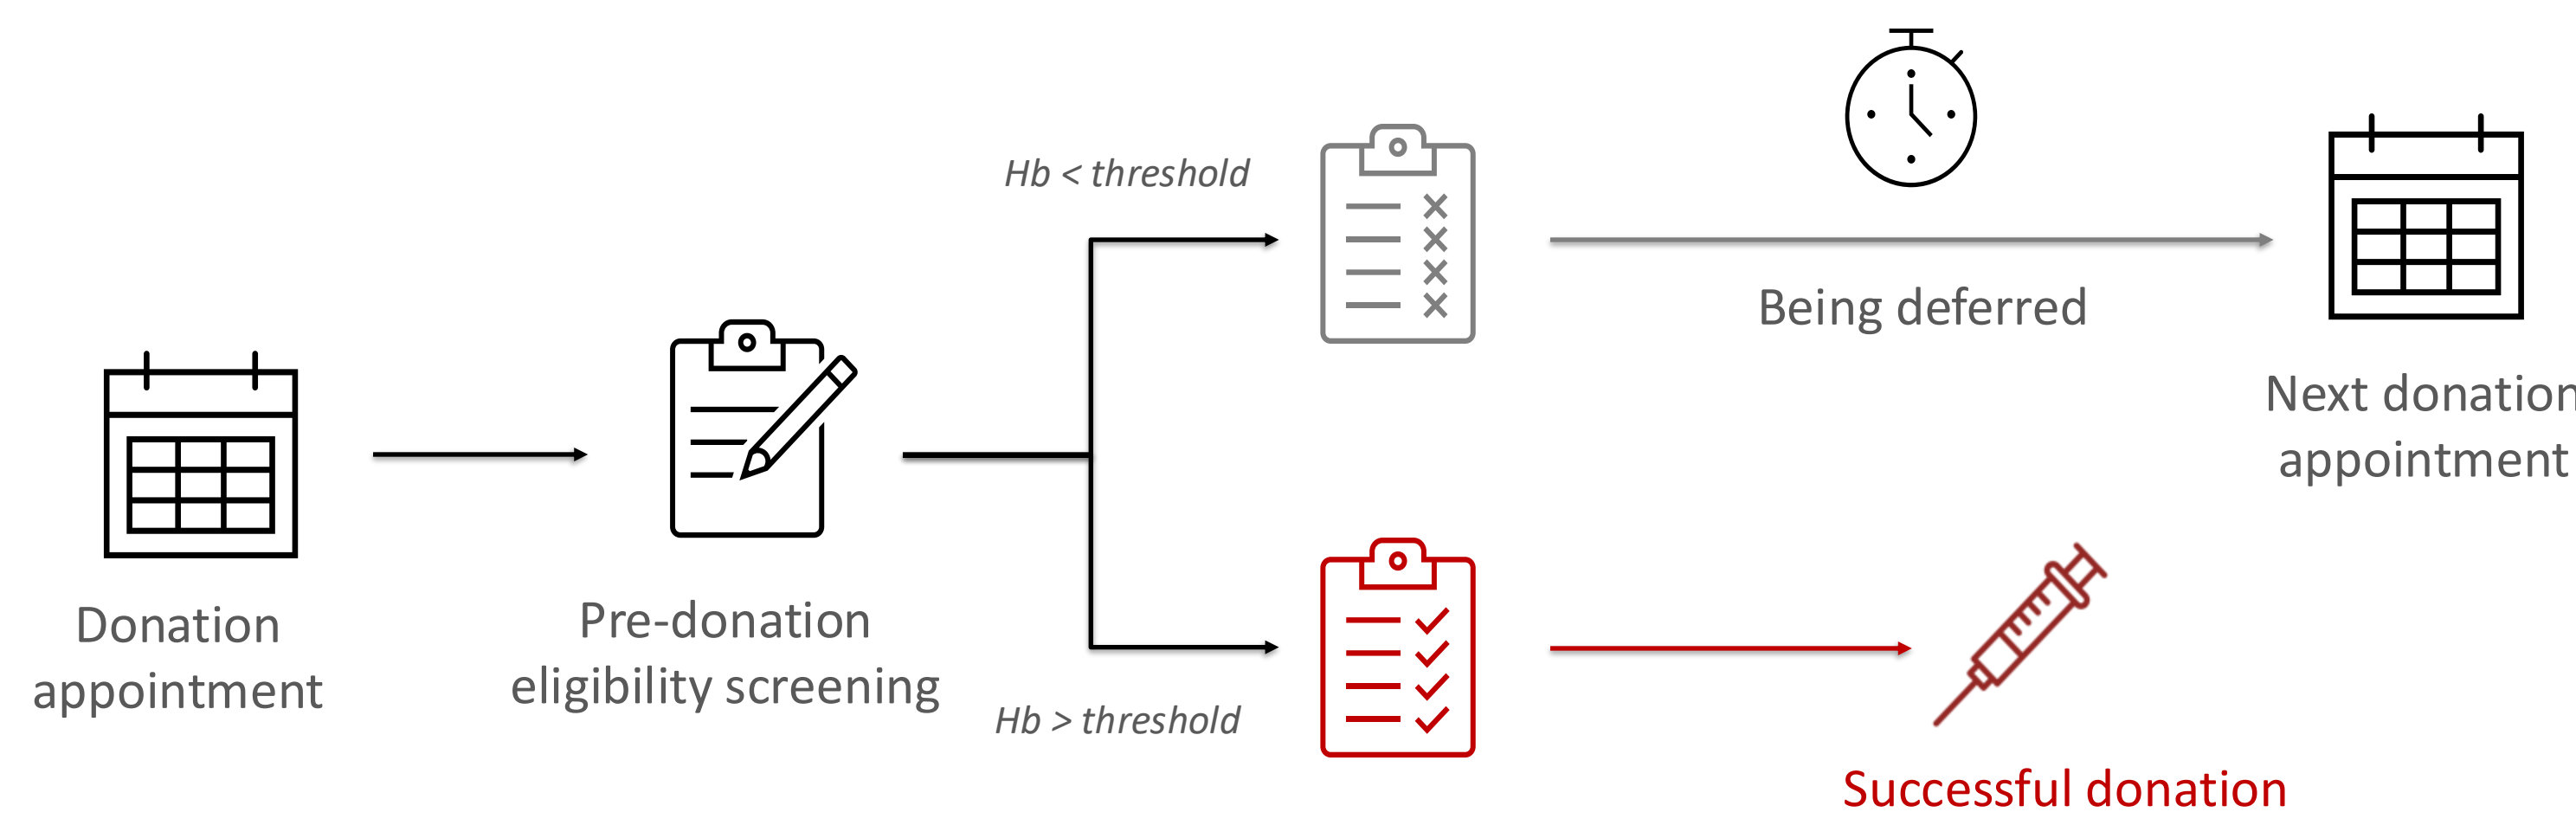 Donation
appointment
Pre-donation
eligibility screening
Hb < threshold
Hb > threshold
Being deferred
Next donation
appointment
Successful donation